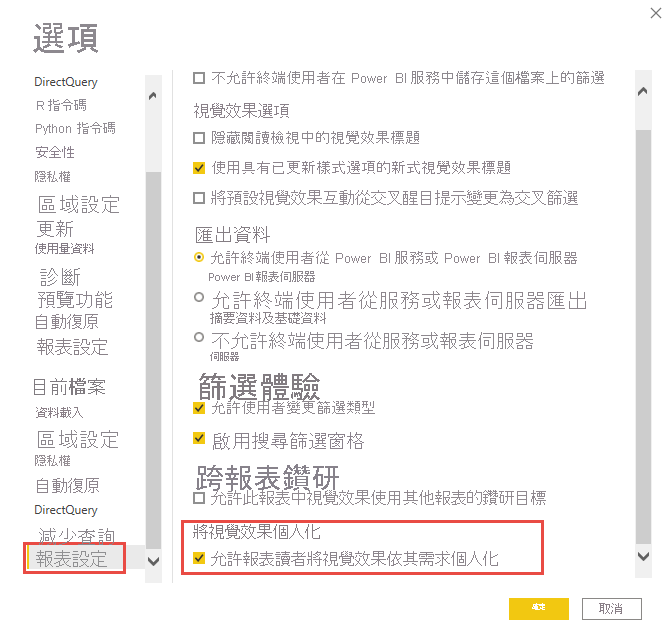 選項
DirectQuery
R 指令碼
Python 指令碼
安全性
隱私權
區域設定
更新
使用量資料
診斷
預覽功能
自動復原
報表設定
目前檔案
資料載入
區域設定
隱私權
自動復原
DirectQuery
減少查詢
報表設定
不允許終端使用者在 Power BI 服務中儲存這個檔案上的篩選
視覺效果選項
隱藏閱讀檢視中的視覺效果標題
使用具有已更新樣式選項的新式視覺效果標題
將預設視覺效果互動從交叉醒目提示變更為交叉篩選
匯出資料
允許終端使用者從 Power BI 服務或 Power BI 報表伺服器
Power BI 報表伺服器
允許終端使用者從服務或報表伺服器匯出
摘要資料及基礎資料
不允許終端使用者從服務或報表伺服器
伺服器
篩選體驗
允許使用者變更篩選類型
啟用搜尋篩選窗格
跨報表鑽研
允許此報表中視覺效果使用其他報表的鑽研目標
將視覺效果個人化
允許報表讀者將視覺效果依其需求個人化
確定
取消